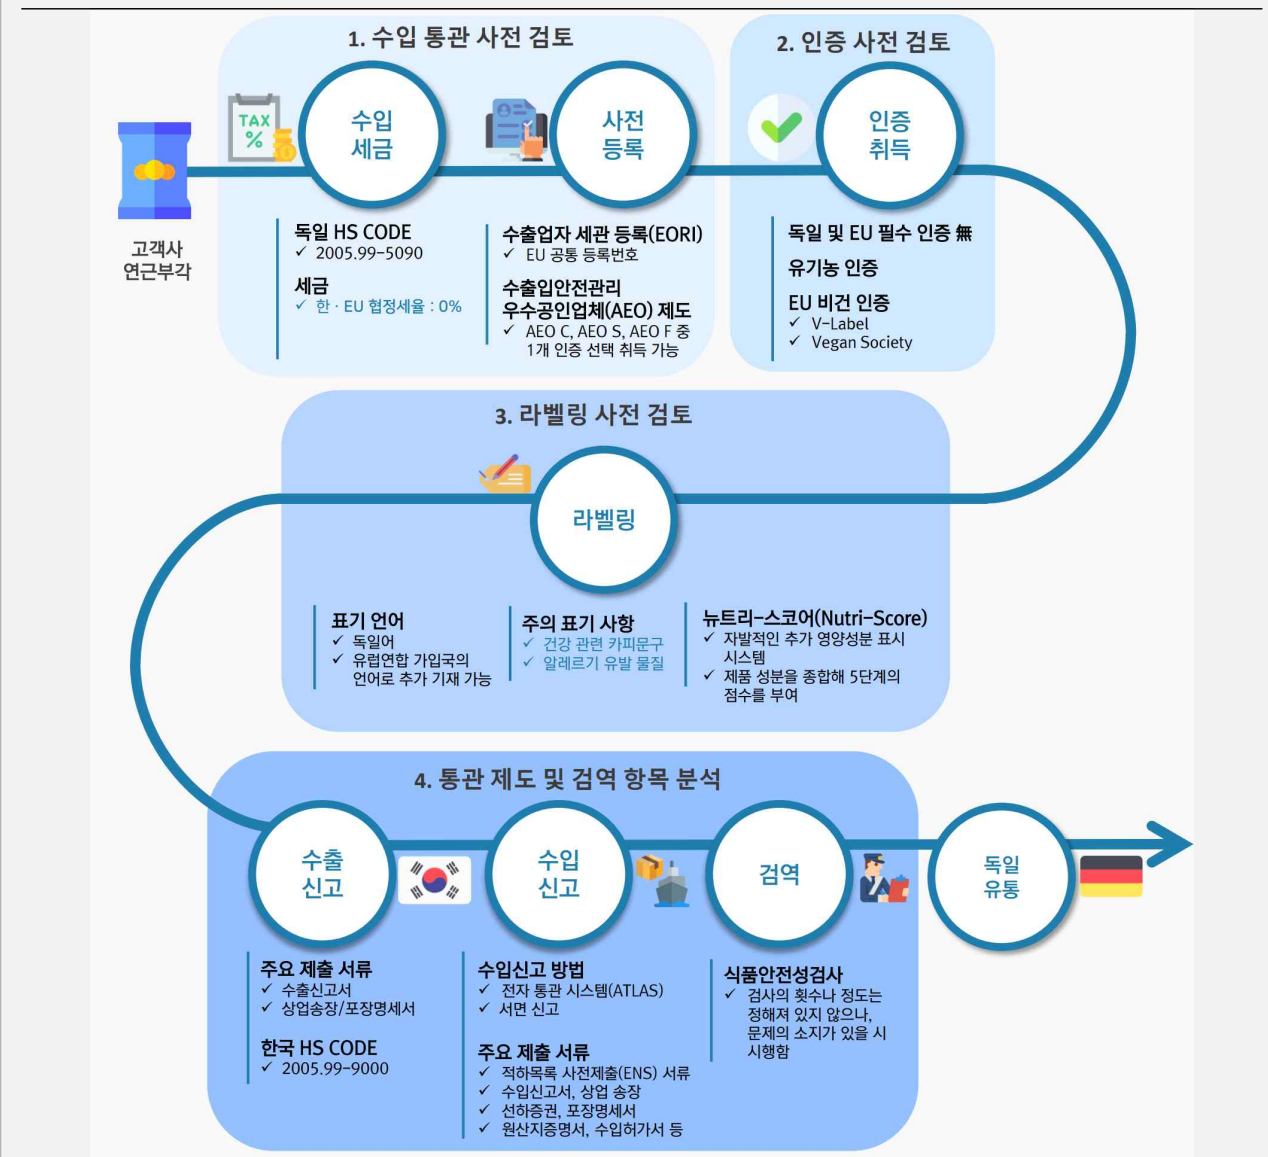 1. 수입 통관 사전 검토
TAX
%
수입
세금
사전
등록
고객사
연근부각
독일 HS CODE
✓ 2005.99-5090
세금
✓ 한 · EU 협정세율 : 0%
수출업자 세관 등록(EORI)
✓ EU 공통 등록번호
수출입안전관리
우수공인업체(AEO) 제도
✓ AEO C, AEO S, AEO F 중
1개 인증 선택 취득 가능
2. 인증 사전 검토
인증
취득
독일 및 EU 필수 인증 無
유기농 인증
EU 비건 인증
✓ V-Label
✓ Vegan Society
3. 라벨링 사전 검토
라벨링
표기 언어
✓ 독일어
✓ 유럽연합 가입국의
언어로 추가 기재 가능
주의 표기 사항
✓ 건강 관련 카피문구
✓ 알레르기 유발 물질
뉴트리-스코어(Nutri-Score)
✓ 자발적인 추가 영양성분 표시
시스템
✓ 제품 성분을 종합해 5단계의
점수를 부여
4. 통관 제도 및 검역 항목 분석
수출
신고
수입
신고
검역
독일
유통
주요 제출 서류
✓ 수출신고서
✓ 상업송장/포장명세서
한국 HS CODE
✓ 2005.99-9000
수입신고 방법
✓ 전자 통관 시스템(ATLAS)
✓ 서면 신고
주요 제출 서류
✓ 적하목록 사전제출(ENS) 서류
✓ 수입신고서, 상업 송장
✓ 선하증권, 포장명세서
✓ 원산지증명서, 수입허가서 등
식품안전성검사
✓ 검사의 횟수나 정도는
정해져 있지 않으나,
문제의 소지가 있을 시
시행함